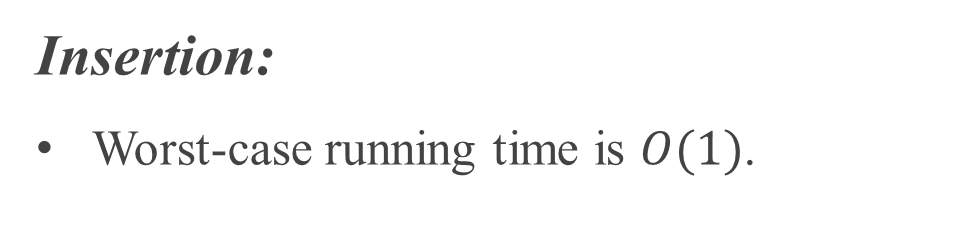 Insertion:
• Worst-case running time is O(1).